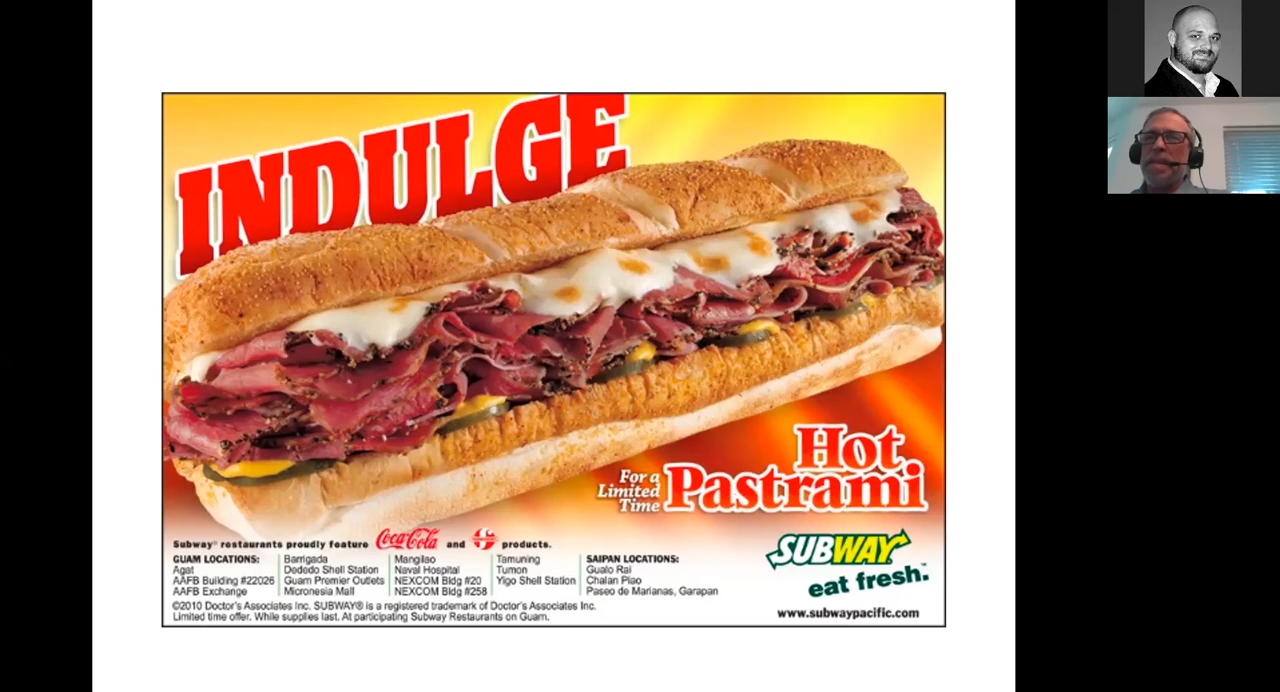 INDULGE
Hot
For a
Limited
Time
Pastrami
Subway® restaurants proudly feature Coca-Cola and products.
GUAM LOCATIONS:
Agat
AAFB Building #22026
AAFB Exchange
Barrigada
Dededo Shell Station
Guam Premier Outlets
Micronesia Mall
Mangilao
Naval Hospital
NEXCOM Bldg #20
NEXCOM Bldg #258
Tamuning
Tumon
Yigo Shell Station
SAIPAN LOCATIONS:
Gualo Rai
Chalan Piao
Paseo de Marianas, Garapan
©2010 Doctor's Associates Inc. SUBWAY® is a registered trademark of Doctor's Associates Inc.
Limited time offer. While supplies last. At participating Subway Restaurants on Guam.
SUBWAY
eat fresh.™
www.subwaypacific.com